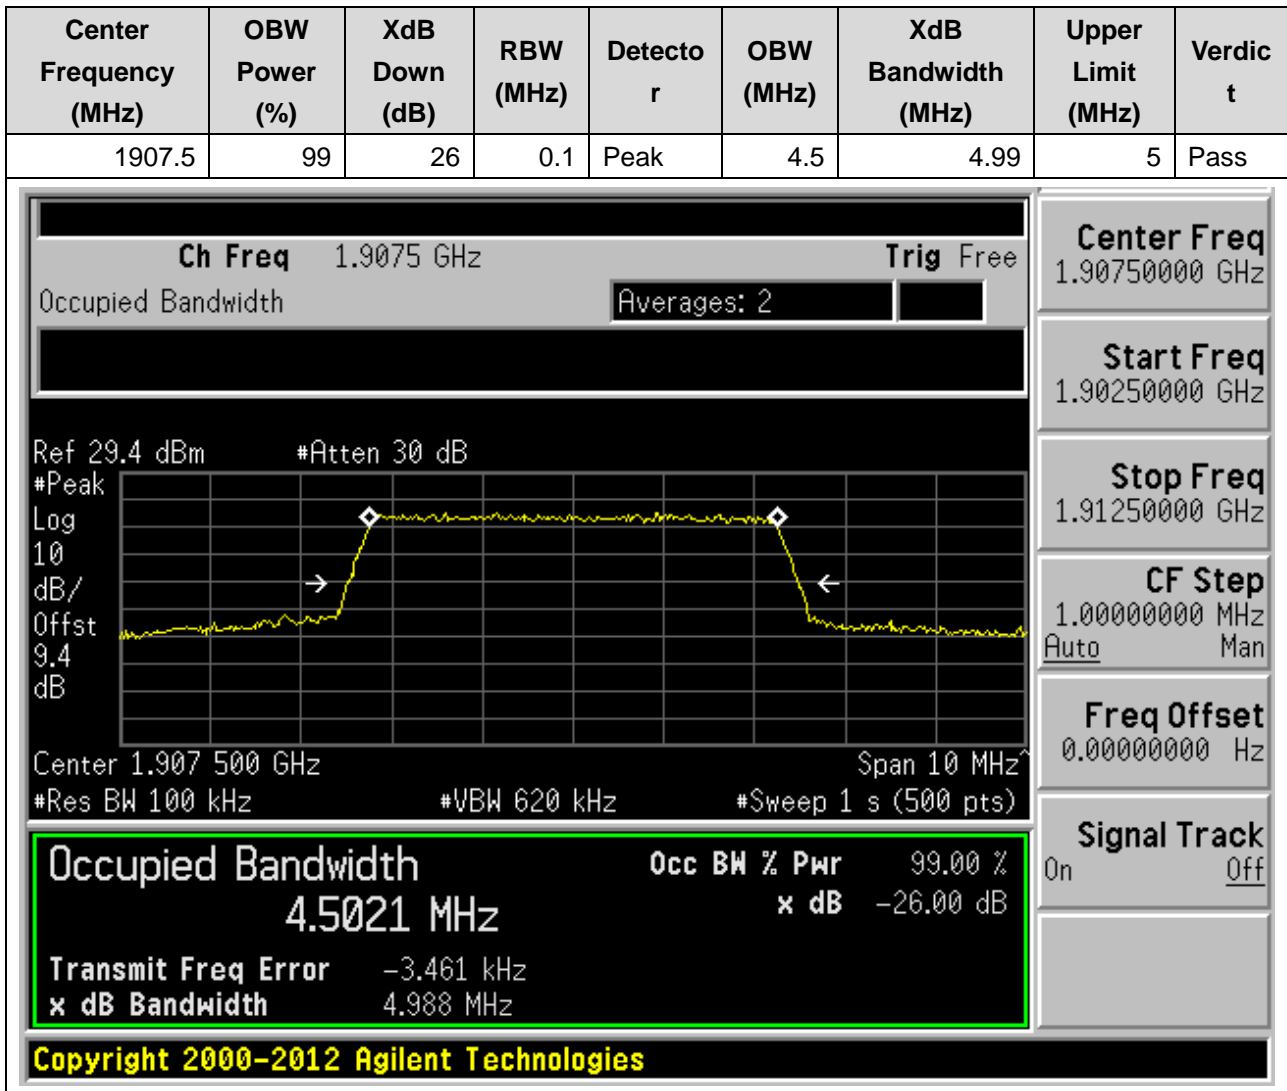 Center Frequency (MHz) OBW Power (%) XdB Down (dB) RBW (MHz) Detecto r OBW (MHz) XdB Bandwidth (MHz) Upper Limit (MHz) Verdic t
1907.5 99 26 0.1 Peak 4.5 4.99 5 Pass
Ch Freq 1.9075 GHz Trig Free
Occupied Bandwidth Averages: 2
Ref 29.4 dBm #Atten 30 dB
#Peak
Log
10
dB/
Offst
9.4
dB
Center 1.907 500 GHz Span 10 MHz^
#Res BW 100 kHz #VBW 620 kHz #Sweep 1 s (500 pts)
Occupied Bandwidth Occ BW % Pwr 99.00 %
4.5021 MHz x dB -26.00 dB
Transmit Freq Error -3.461 kHz
x dB Bandwidth 4.988 MHz
Copyright 2000-2012 Agilent Technologies
Center Freq
1.90750000 GHz
Start Freq
1.90250000 GHz
Stop Freq
1.91250000 GHz
CF Step
1.00000000 MHz
Auto Man
Freq Offset
0.00000000 Hz
Signal Track
On Off